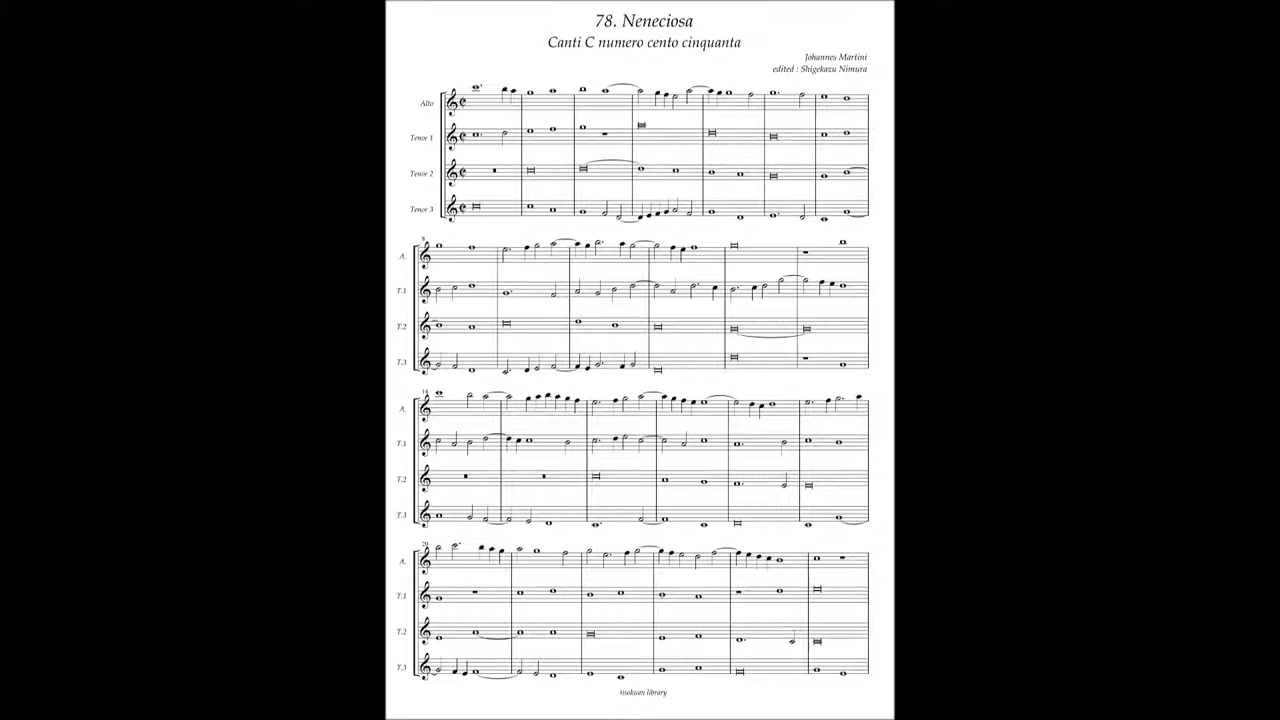 78. Neneciosa
Canti C numero cento cinquanta
Johannes Martini
edited : Shigekazu Nimura
Alto
Tenor 1
Tenor 2
Tenor 3
8
A.
T.1
T.2
T.3
14
A.
T.1
T.2
T.3
20
A.
T.1
T.2
T.3
tisokuan library